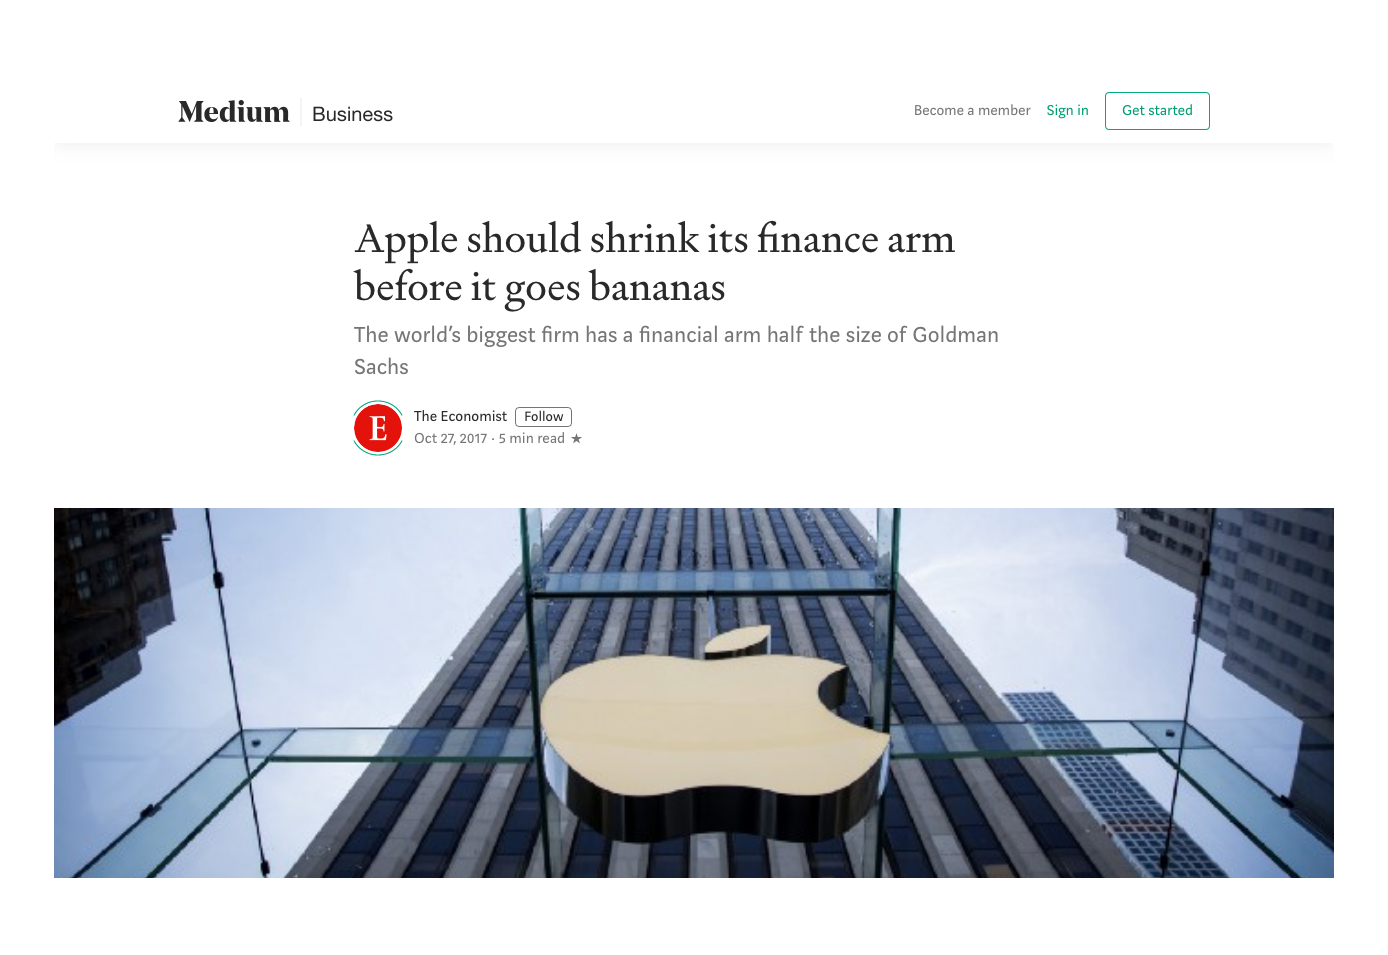 Medium Business
Become a member Sign in Get started
Apple should shrink its finance arm
before it goes bananas
The world's biggest firm has a financial arm half the size of Goldman
Sachs
E
The Economist Follow
Oct 27, 2017 · 5 min read ★